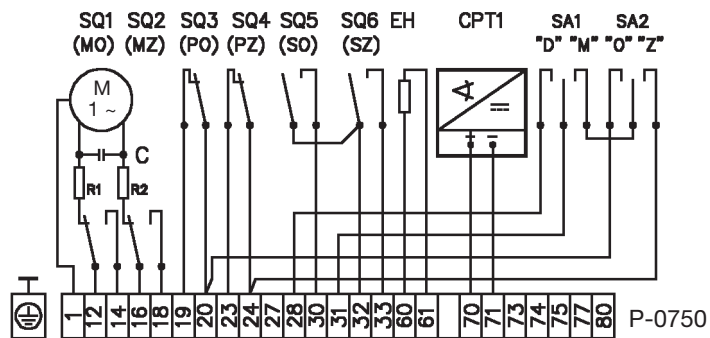 SQ1 SQ2 SQ3 SQ4 SQ5 SQ6 EH CPT1 SA1 SA2
(MO) (MZ) (PO) (PZ) (SO) (SZ) "D" "M" "O" "Z"
M
1 ~
C
+ −
R1 R2
1 12 14 16 18 19 20 23 24 27 28 30 31 32 33 60 61 70 71 73 74 75 77 80 P-0750